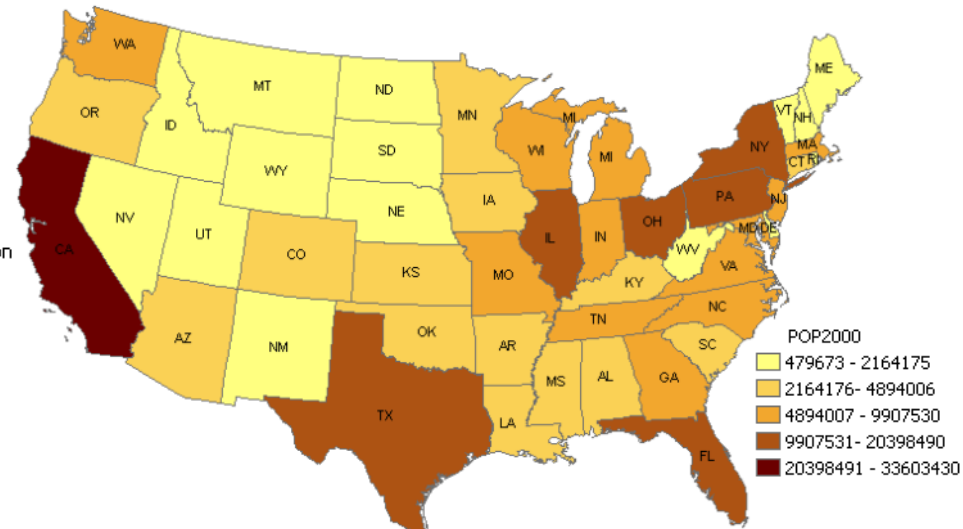 WA
MT
ND
MN
ME
OR
ID
SD
WI
MI
MI
VT
NH
NY
MA
CT
RI
WY
IA
PA
NJ
NV
UT
NE
IL
IN
OH
MD
DE
CA
CO
KS
MO
WV
VA
KY
on
AZ
NM
OK
AR
TN
NC
SC
MS
AL
GA
TX
LA
FL
POP2000
479673 - 2164175
2164176- 4894006
4894007 - 9907530
9907531- 20398490
20398491 - 33603430